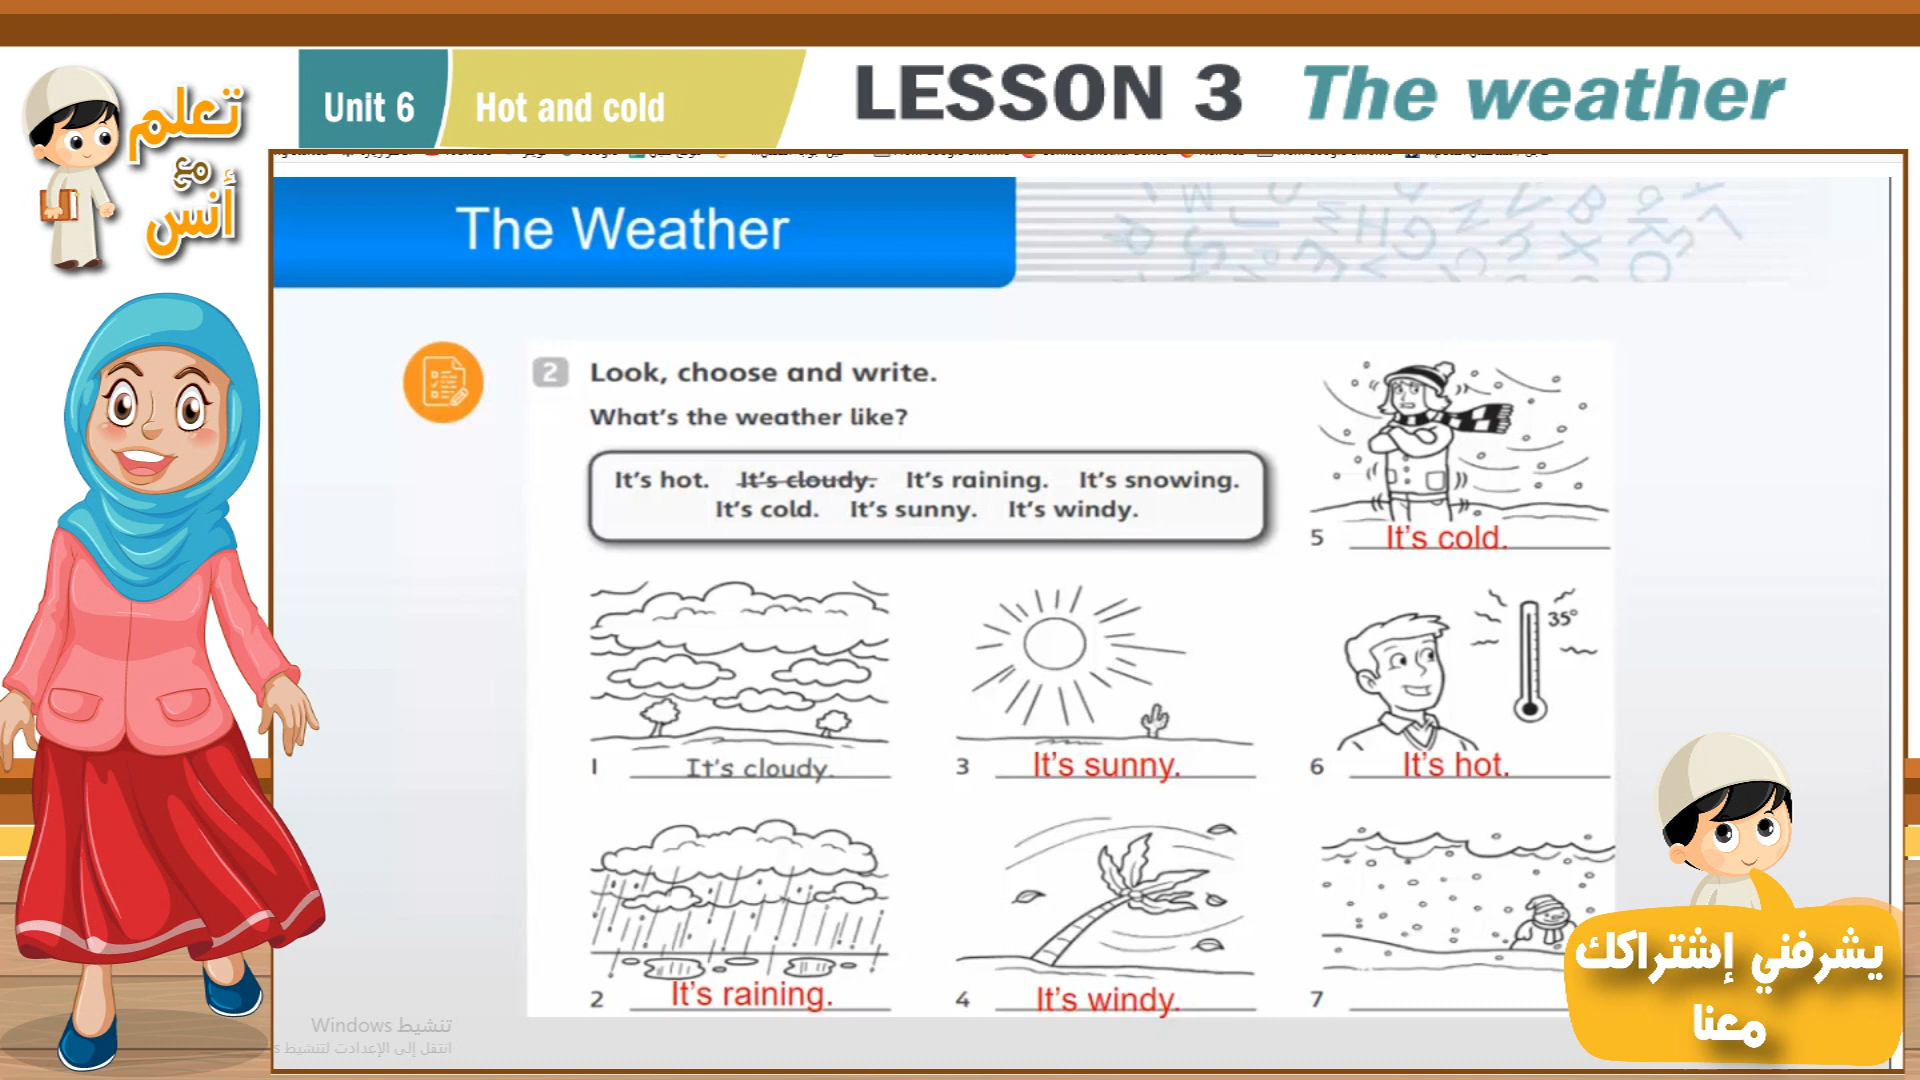 تعلم
مع
أنس
Unit 6
Hot and cold
LESSON 3 The weather
The Weather
2 Look, choose and write.
What's the weather like?
It's hot. It's cloudy. It's raining. It's snowing.
It's cold. It's sunny. It's windy.
5 It's cold.
35°
1 It's cloudy.
3 It's sunny.
6 It's hot.
2 It's raining.
4 It's windy.
7
تنشيط Windows
انتقل إلى الإعدادت لتنشيط s
يشرفني إشتراكك
معنا